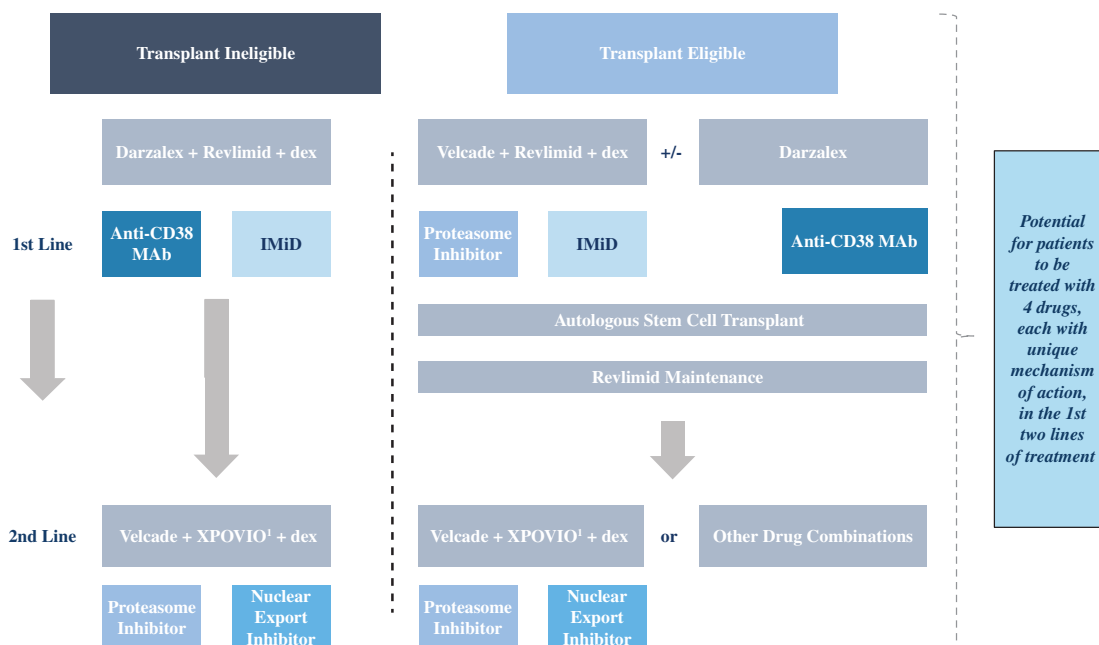 Transplant Ineligible
Transplant Eligible
Darzalex + Revlimid + dex
Velcade + Revlimid + dex
+/-
Darzalex
1st Line
Anti-CD38
MAb
IMiD
Proteasome
Inhibitor
IMiD
Anti-CD38 MAb
Autologous Stem Cell Transplant
Revlimid Maintenance
2nd Line
Velcade + XPOVIO¹ + dex
Velcade + XPOVIO¹ + dex
or
Other Drug Combinations
Proteasome
Inhibitor
Nuclear
Export
Inhibitor
Proteasome
Inhibitor
Nuclear
Export
Inhibitor
Potential
for patients
to be
treated with
4 drugs,
each with
unique
mechanism
of action,
in the 1st
two lines
of treatment